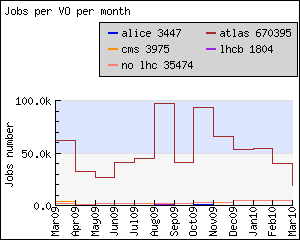 Jobs per VO per month
alice 3447
atlas 670395
cms 3975
lhcb 1804
no lhc 35474
100.0k
50.0k
0.0
Jobs number
Mar09
Apr09
May09
Jun09
Jul09
Aug09
Sep09
Oct09
Nov09
Dec09
Jan10
Feb10
Mar10